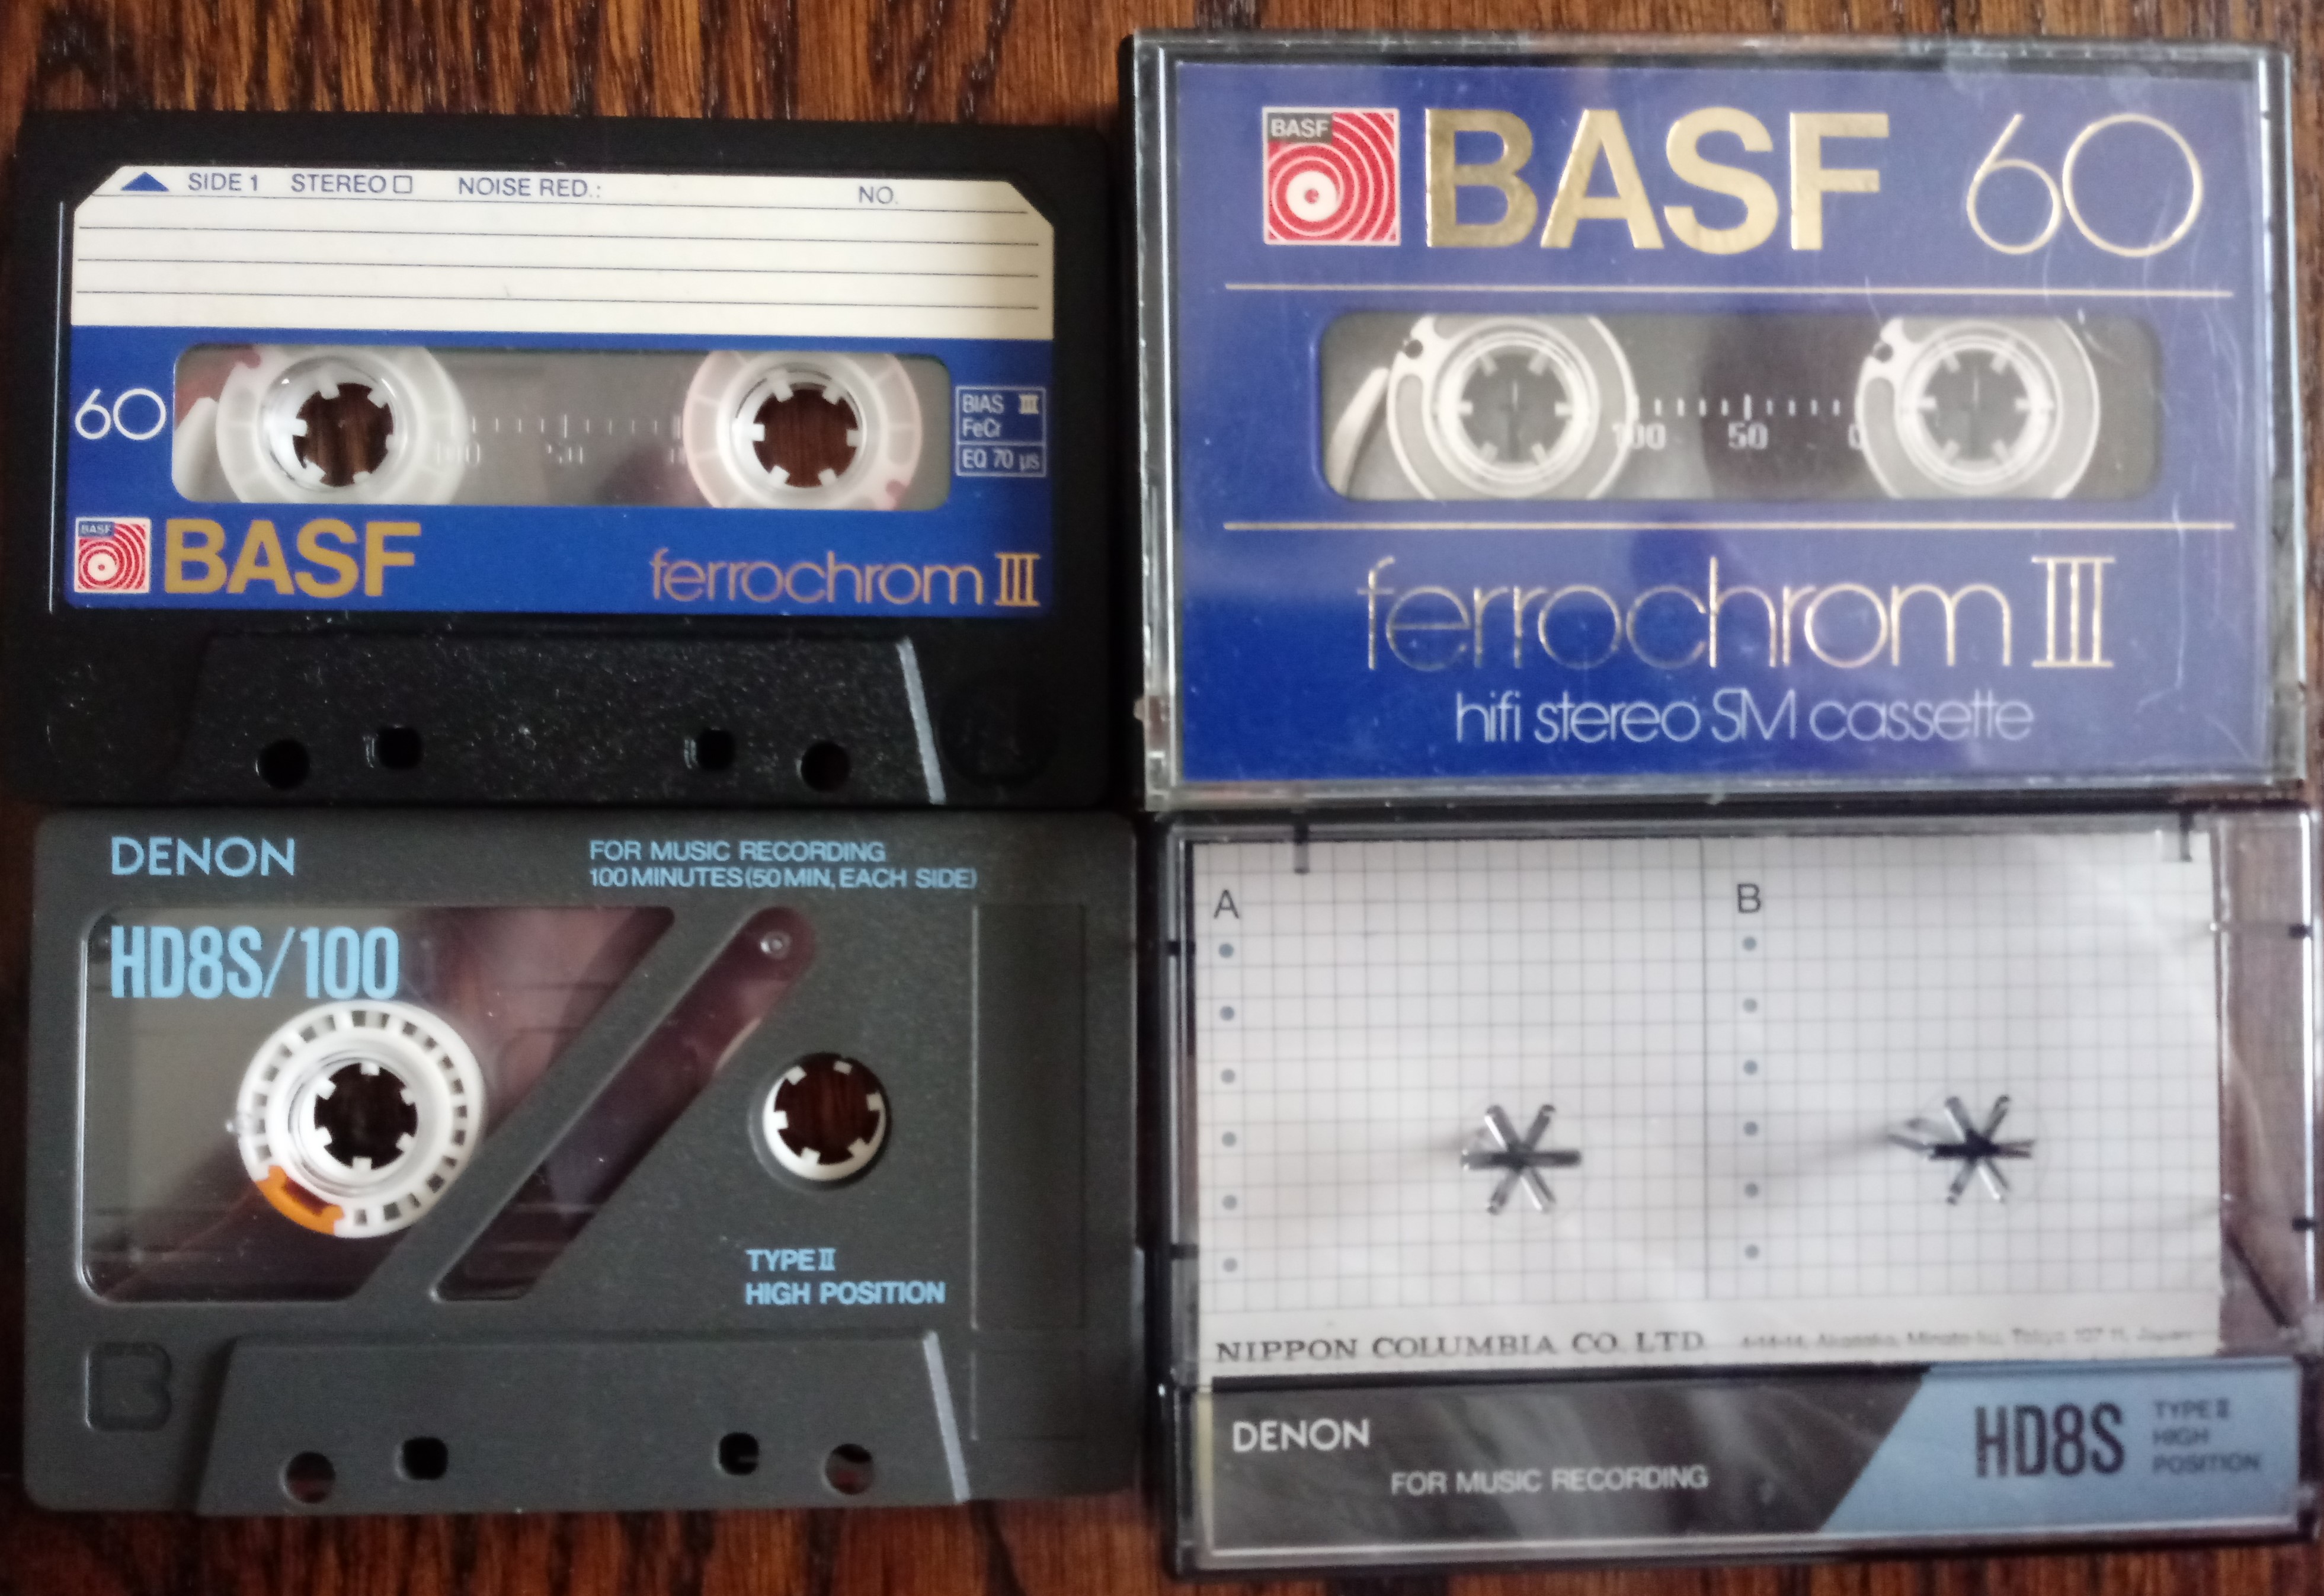 SIDE 1 STEREO NOISE RED.: NO.
60
100 50
BIAS III
FeCr
EQ 70 µs
BASF
BASF
ferrochrom III
BASF
BASF 60
100 50 0
ferrochrom III
hifi stereo SM cassette
DENON
FOR MUSIC RECORDING
100 MINUTES (50 MIN, EACH SIDE)
HD8S/100
TYPE II
HIGH POSITION
B
A B
NIPPON COLUMBIA CO. LTD.
DENON
FOR MUSIC RECORDING
HD8S
TYPE II
HIGH
POSITION